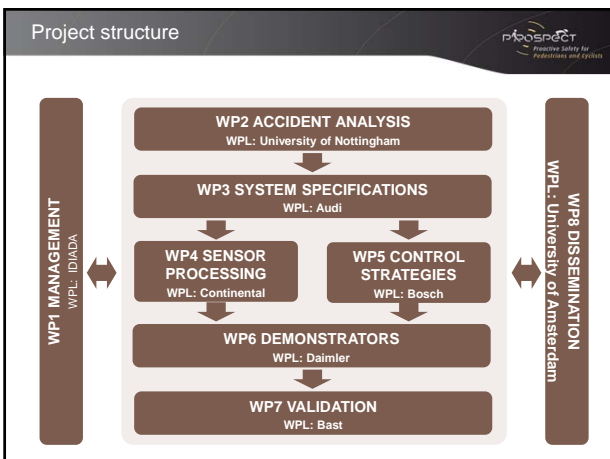 Project structure
PROSPECT
Proactive Safety for
Pedestrians and Cyclists
WP1 MANAGEMENT
WPL: IDIADA
WP2 ACCIDENT ANALYSIS
WPL: University of Nottingham
WP3 SYSTEM SPECIFICATIONS
WPL: Audi
WP4 SENSOR
PROCESSING
WPL: Continental
WP5 CONTROL
STRATEGIES
WPL: Bosch
WP6 DEMONSTRATORS
WPL: Daimler
WP7 VALIDATION
WPL: Bast
WP8 DISSEMINATION
WPL: University of Amsterdam